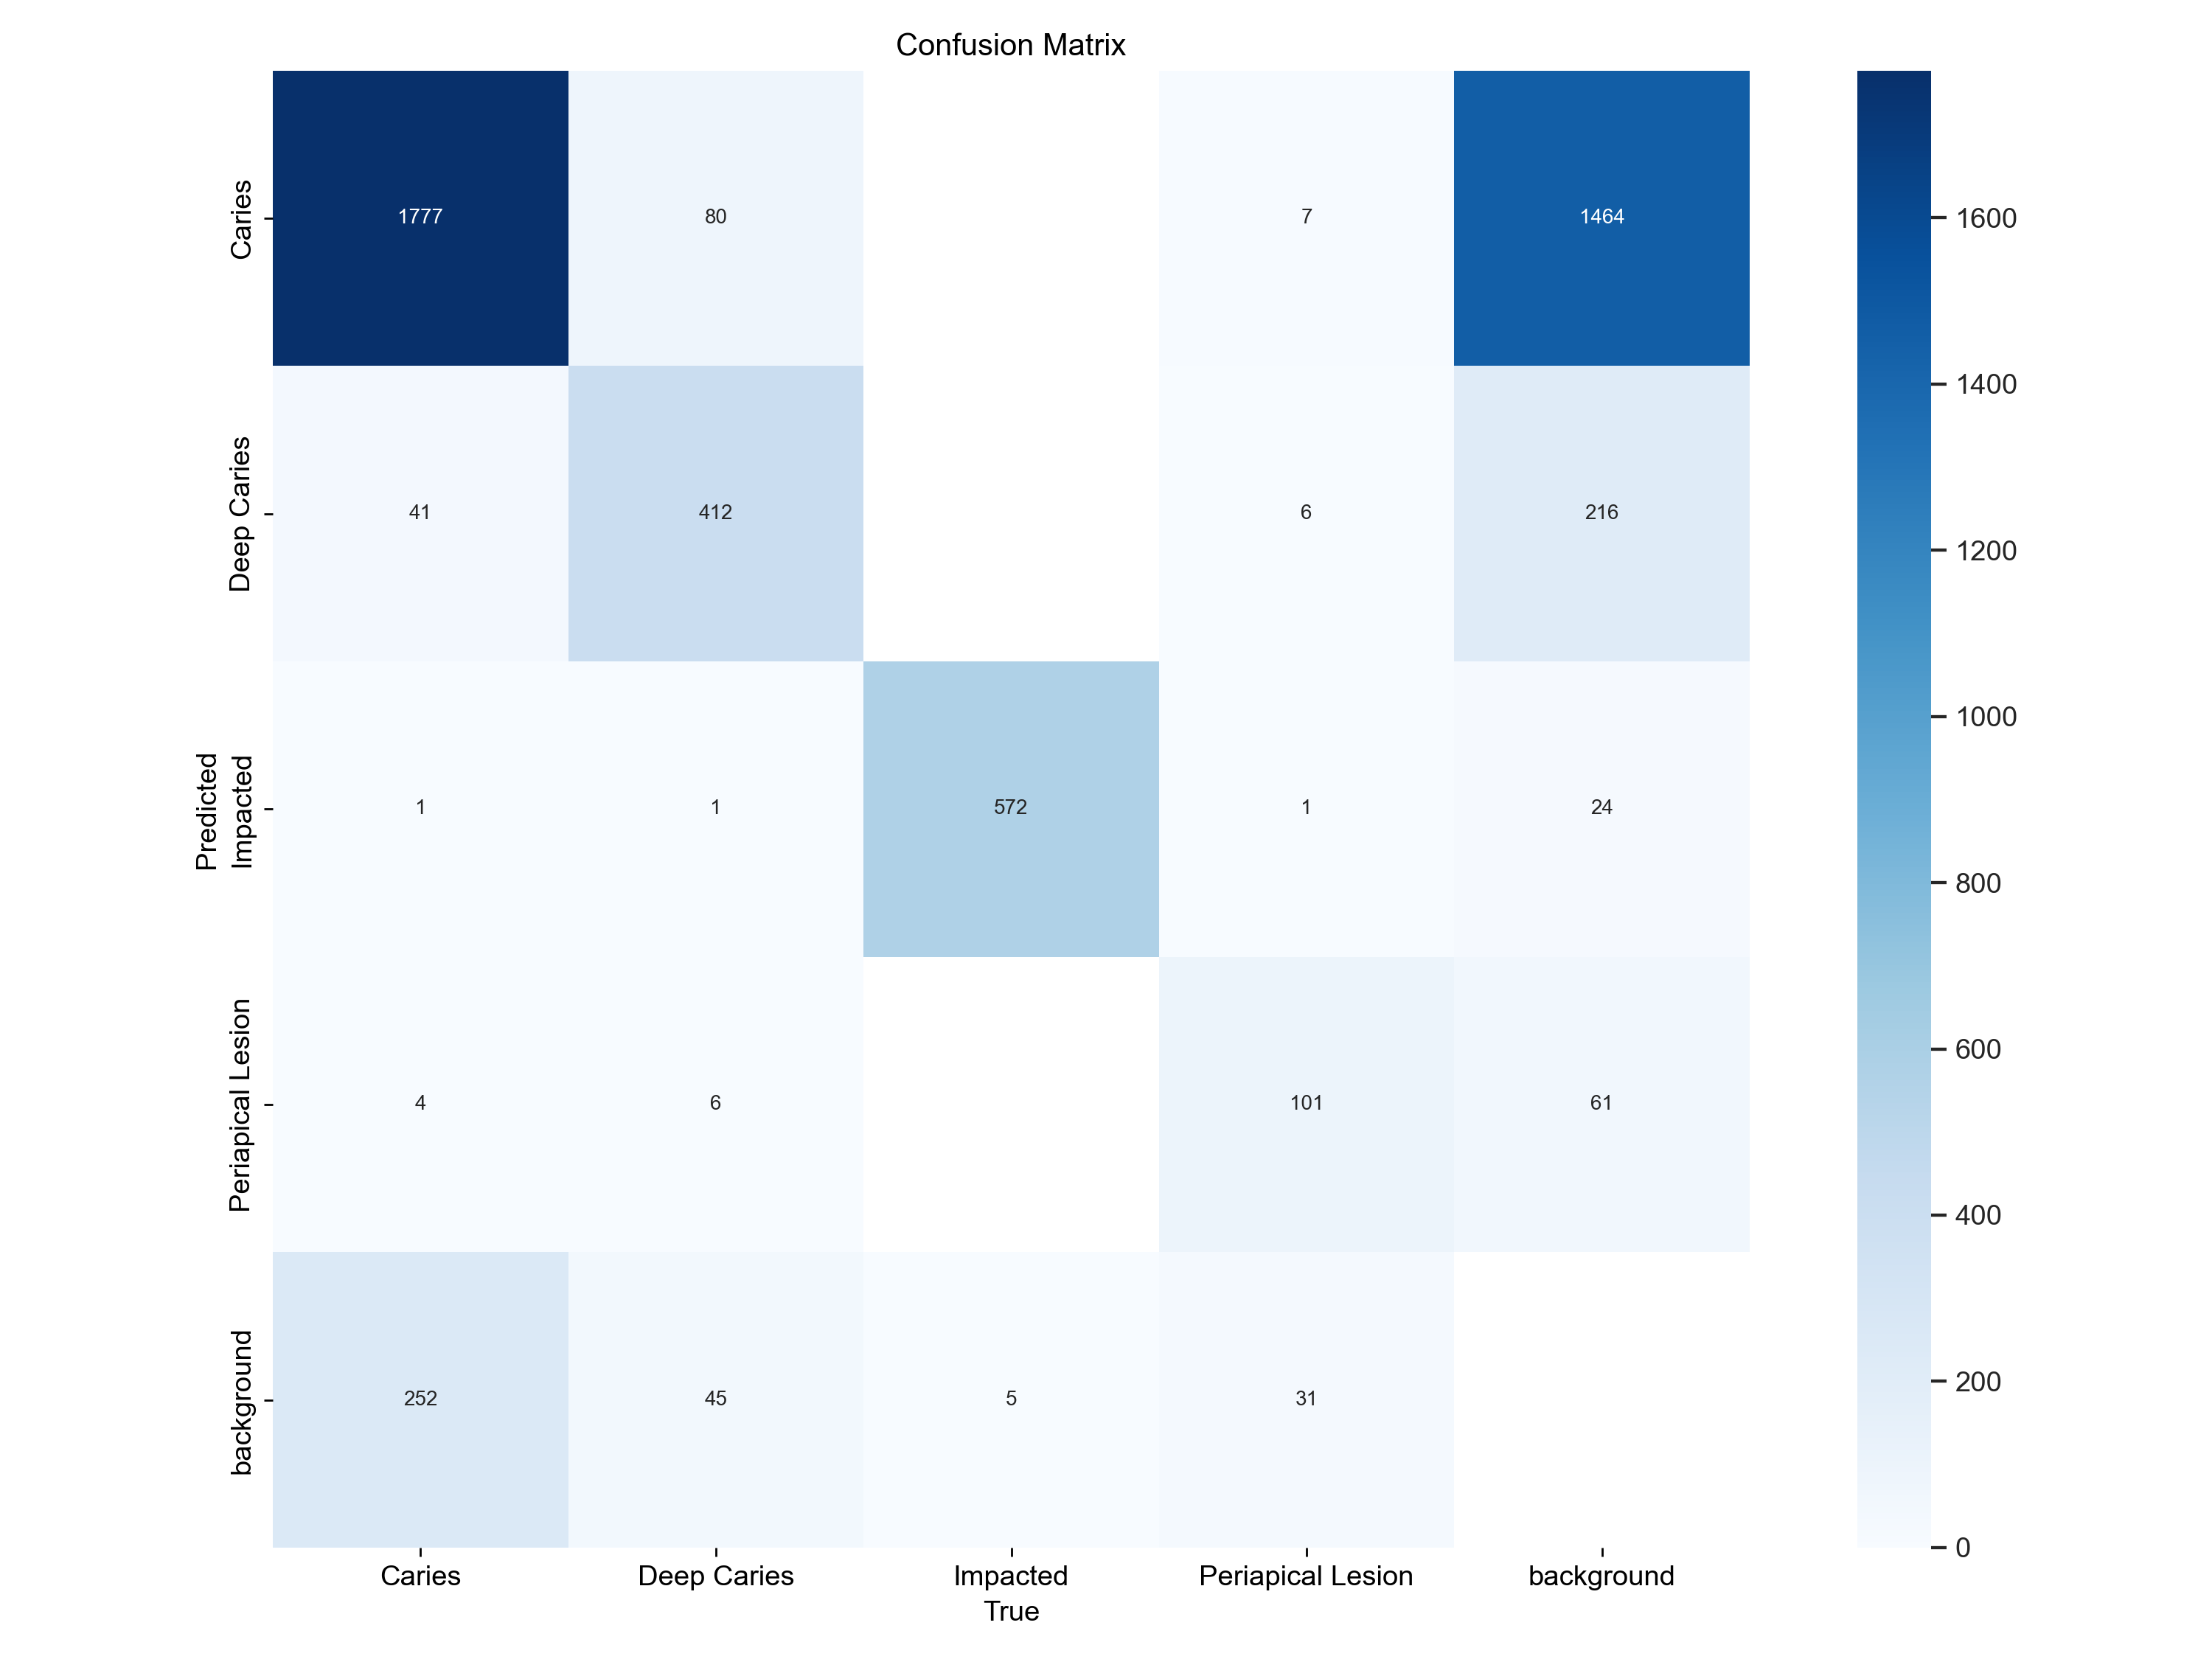 Confusion Matrix
Caries
1777
80
7
1464
Deep Caries
41
412
6
216
Predicted
Impacted
1
1
572
1
24
Periapical Lesion
4
6
101
61
background
252
45
5
31
Caries
Deep Caries
Impacted
Periapical Lesion
background
True
1600
1400
1200
1000
800
600
400
200
0